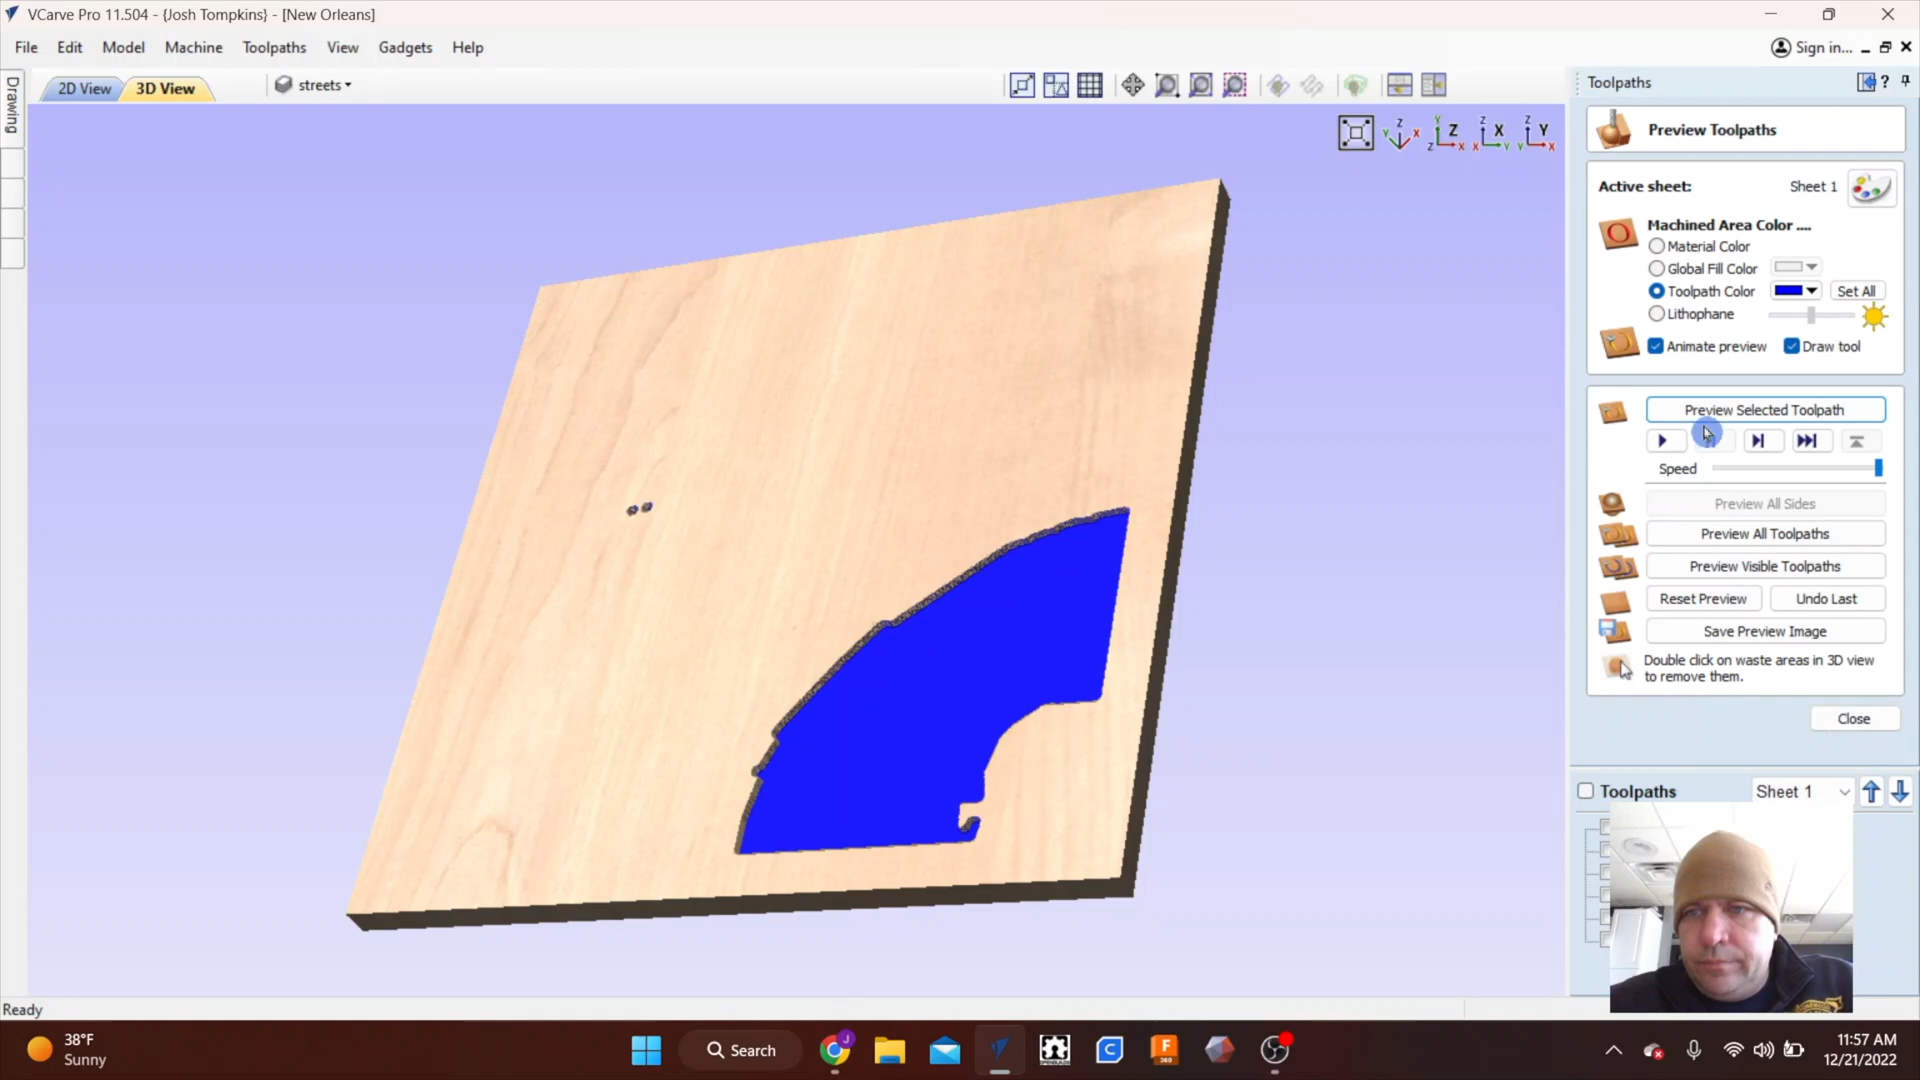 VCarve Pro 11.504 - {Josh Tompkins} - [New Orleans]
File Edit Model Machine Toolpaths View Gadgets Help
Sign in...
Drawing
2D View 3D View streets
Z Y X
Y Z Z X
Z Z X X Y
Z Y Y X
Toolpaths
?
Preview Toolpaths
Active sheet: Sheet 1
Machined Area Color ....
Material Color
Global Fill Color
Toolpath Color Set All
Lithophane
Animate preview Draw tool
Preview Selected Toolpath
Speed
Preview All Sides
Preview All Toolpaths
Preview Visible Toolpaths
Reset Preview Undo Last
Save Preview Image
Double click on waste areas in 3D view
to remove them.
Close
Toolpaths Sheet 1
Ready
38°F
Sunny
Search
J
F
360
C
11:57 AM
12/21/2022